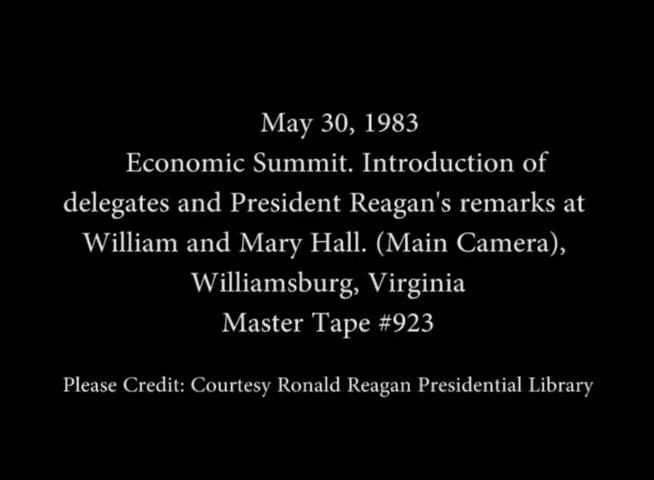 May 30, 1983
Economic Summit. Introduction of
delegates and President Reagan's remarks at
William and Mary Hall. (Main Camera),
Williamsburg, Virginia
Master Tape #923
Please Credit: Courtesy Ronald Reagan Presidential Library